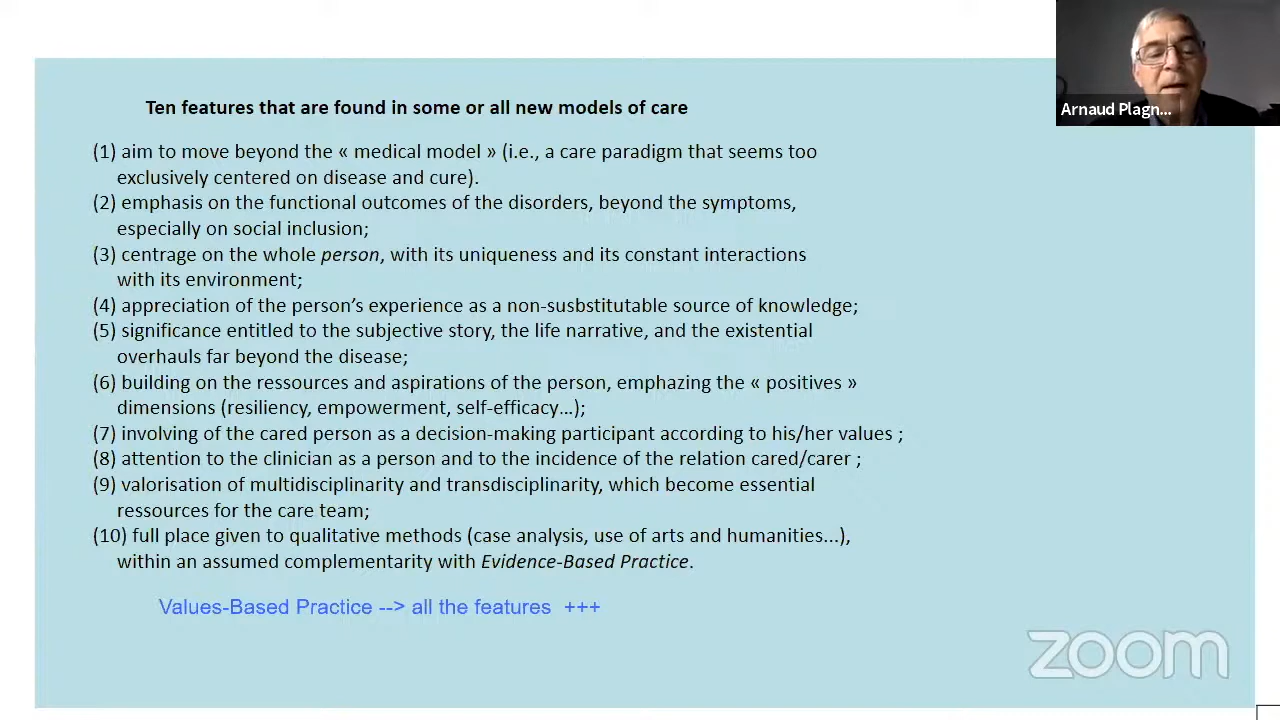 Ten features that are found in some or all new models of care
(1) aim to move beyond the « medical model » (i.e., a care paradigm that seems too
exclusively centered on disease and cure).
(2) emphasis on the functional outcomes of the disorders, beyond the symptoms,
especially on social inclusion;
(3) centrage on the whole person, with its uniqueness and its constant interactions
with its environment;
(4) appreciation of the person's experience as a non-susbstitutable source of knowledge;
(5) significance entitled to the subjective story, the life narrative, and the existential
overhauls far beyond the disease;
(6) building on the ressources and aspirations of the person, emphazing the « positives »
dimensions (resiliency, empowerment, self-efficacy…);
(7) involving of the cared person as a decision-making participant according to his/her values ;
(8) attention to the clinician as a person and to the incidence of the relation cared/carer ;
(9) valorisation of multidisciplinarity and transdisciplinarity, which become essential
ressources for the care team;
(10) full place given to qualitative methods (case analysis, use of arts and humanities...),
within an assumed complementarity with Evidence-Based Practice.
Values-Based Practice --> all the features +++
Arnaud Plagn...
zoom